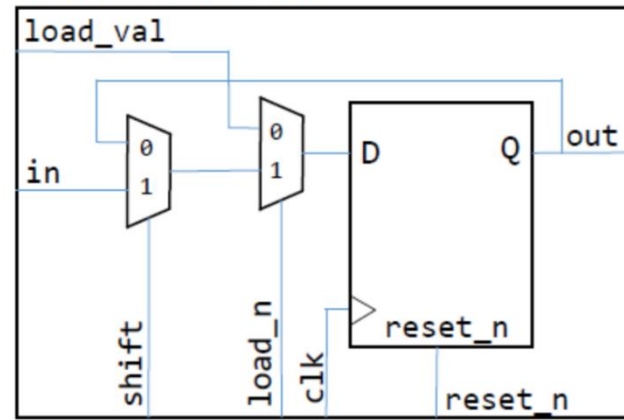 load_val
0
0
D
Q
out
in
1
1
shift
load_n
clk
reset_n
reset_n